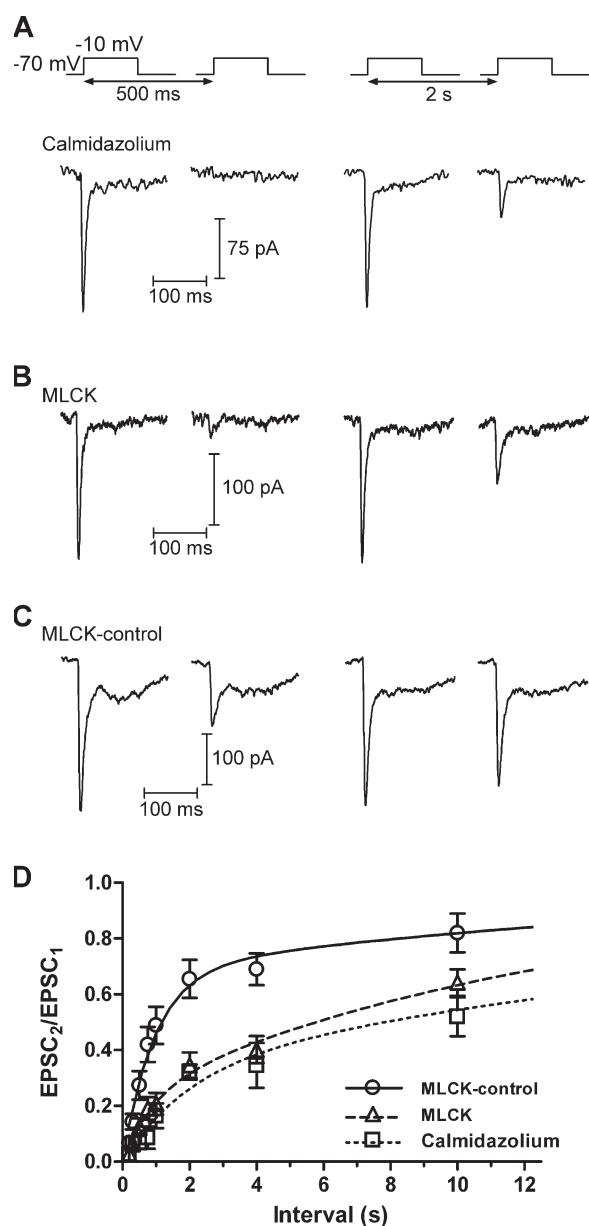 A
-10 mV
-70 mV
500 ms
2 s
Calmidazolium
75 pA
100 ms
B
MLCK
100 pA
100 ms
C
MLCK-control
100 pA
100 ms
D
EPSC2/EPSC1
1.0
0.8
0.6
0.4
0.2
0.0
MLCK-control
MLCK
Calmidazolium
0 2 4 6 8 10 12
Interval (s)